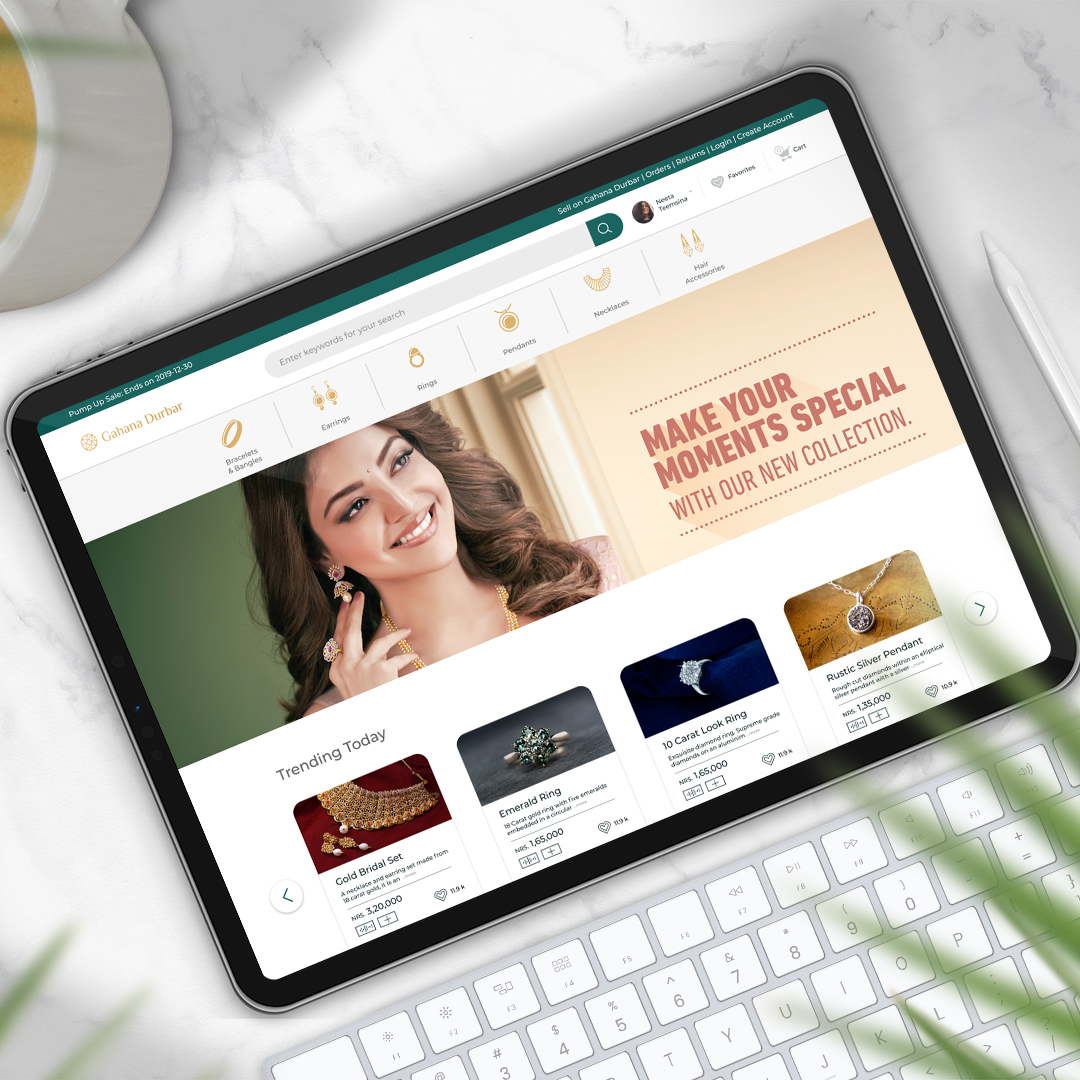 Pump Up Sale: Ends on 2019-12-30
Sell on Gahana Durbar | Orders | Returns | Login | Create Account
Gahana Durbar
Enter keywords for your search
Neeta
Teemsina
Favorites
Cart
Bracelets
& Bangles
Earrings
Rings
Pendants
Necklaces
Hair
Accessories
MAKE YOUR
MOMENTS SPECIAL
WITH OUR NEW COLLECTION.
Trending Today
Gold Bridal Set
A necklace and earring set made from
18 carat gold, it is an ...more
NRS. 3,20,000
11.9 k
Emerald Ring
18 Carat gold ring with five emeralds
embedded in a circular ...more
NRS. 1,65,000
11.9 k
10 Carat Look Ring
Exquisite diamond ring. Supreme grade
diamonds on an aluminim ...more
NRS. 1,65,000
11.9 k
Rustic Silver Pendant
Rough cut diamonds within an elliptical
silver pendant with a silver ...more
NRS. 1,35,000
10.9 k
F1
F2
F3
F4
F5
F6
F7
F8
F9
F10
F11
#
3
$
4
%
5
^
6
&
7
*
8
(
9
)
0
+
=
T
Y
U
I
O
P
J
K
L